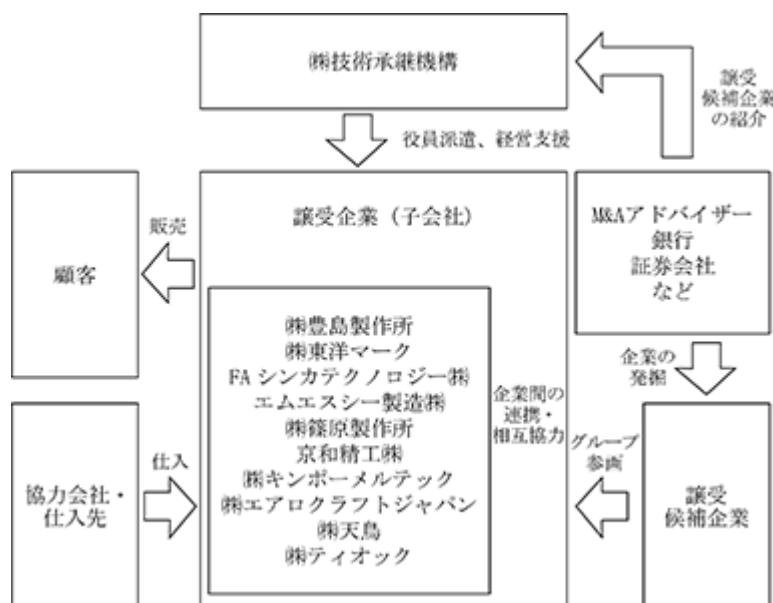 ㈱技術承継機構
譲受
候補企業
の紹介
役員派遣、経営支援
譲受企業（子会社）
M&Aアドバイザー
銀行
証券会社
など
販売
顧客
㈱豊島製作所
㈱東洋マーク
FAシンカテクノロジー㈱
エムエスシー製造㈱
㈱篠原製作所
京和精工㈱
㈱キンポーメルテック
㈱エアロクラフトジャパン
㈱天鳥
㈱ティオック
企業間の
連携・
相互協力
企業の
発掘
グループ
参画
仕入
協力会社・
仕入先
譲受
候補企業